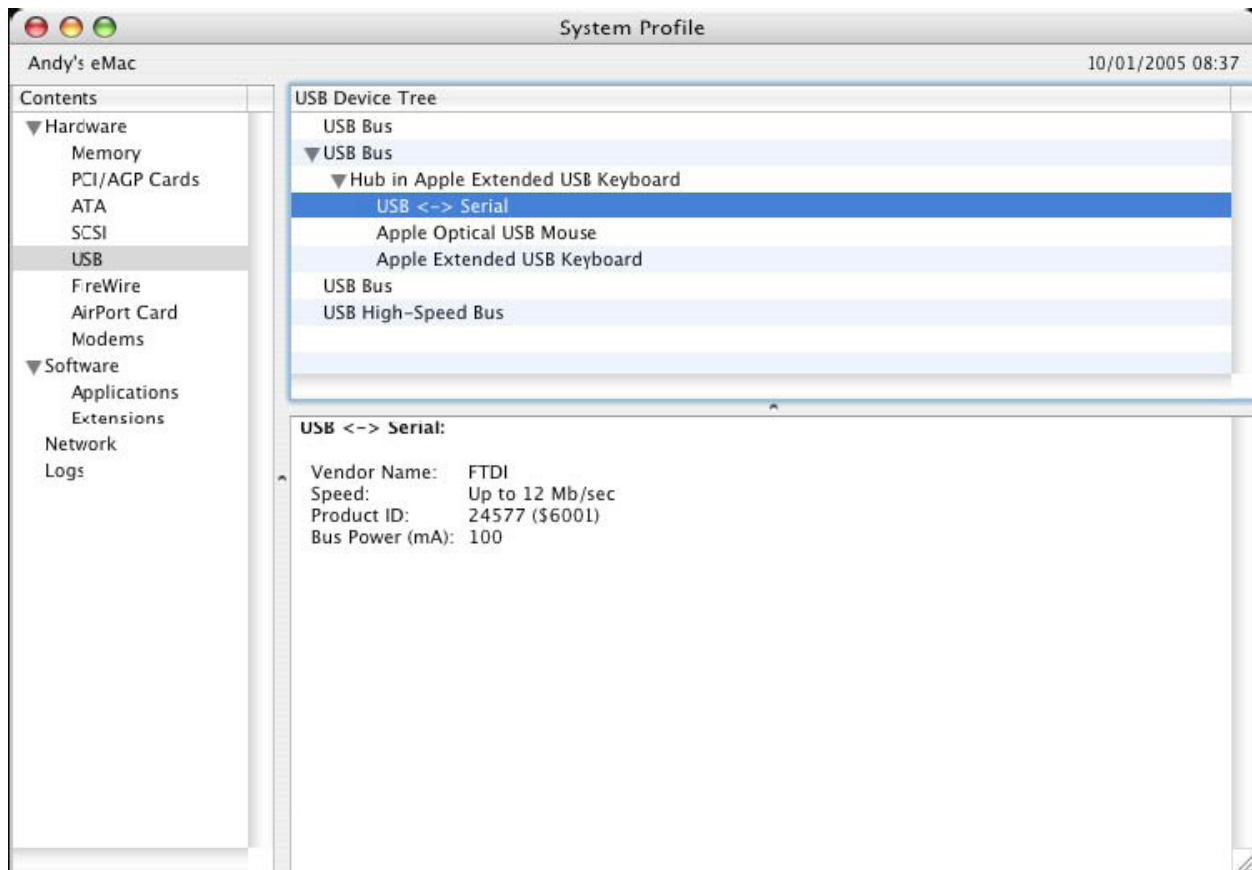 System Profile
Andy's eMac
10/01/2005 08:37
Contents
Hardware
Memory
PCI/AGP Cards
ATA
SCSI
USB
FireWire
AirPort Card
Modems
Software
Applications
Extensions
Network
Logs
USB Device Tree
USB Bus
USB Bus
Hub in Apple Extended USB Keyboard
USB <-> Serial
Apple Optical USB Mouse
Apple Extended USB Keyboard
USB Bus
USB High-Speed Bus
USB <-> Serial:
Vendor Name: FTDI
Speed: Up to 12 Mb/sec
Product ID: 24577 ($6001)
Bus Power (mA): 100